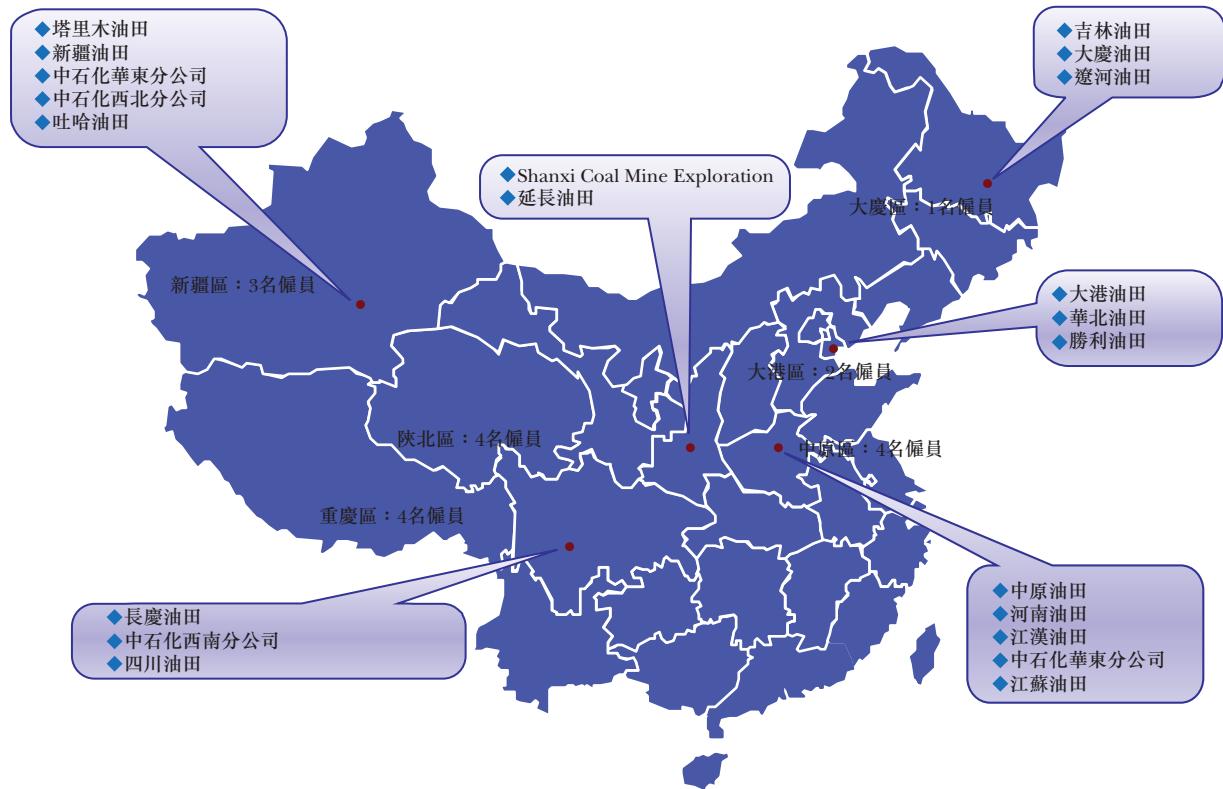 ◆塔里木油田
◆新疆油田
◆中石化華東分公司
◆中石化西北分公司
◆吐哈油田
◆吉林油田
◆大慶油田
◆遼河油田
◆Shanxi Coal Mine Exploration
◆延長油田
大慶區：1名僱員
新疆區：3名僱員
◆大港油田
◆華北油田
◆勝利油田
大港區：2名僱員
陝北區：4名僱員
中原區：4名僱員
重慶區：4名僱員
◆長慶油田
◆中石化西南分公司
◆四川油田
◆中原油田
◆河南油田
◆江漢油田
◆中石化華東分公司
◆江蘇油田